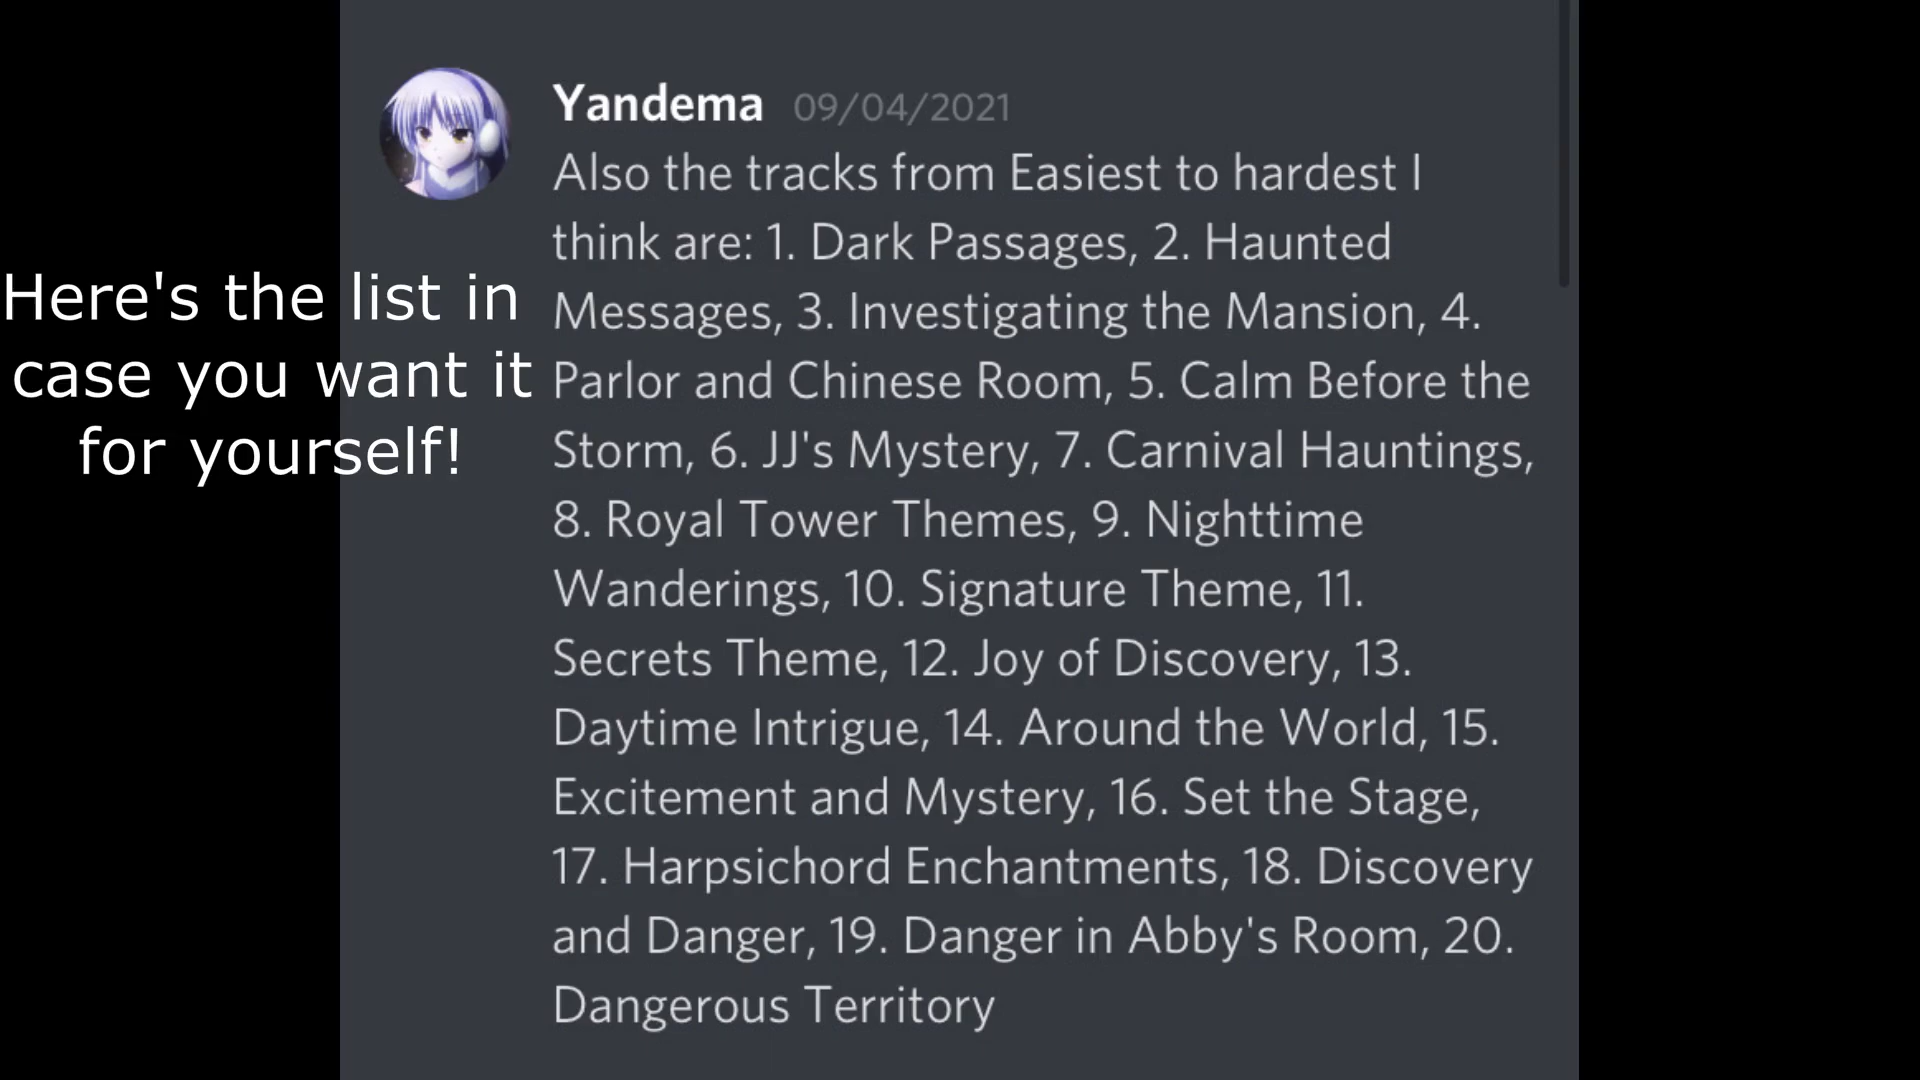 Here's the list in
case you want it
for yourself!
Yandema 09/04/2021
Also the tracks from Easiest to hardest I
think are: 1. Dark Passages, 2. Haunted
Messages, 3. Investigating the Mansion, 4.
Parlor and Chinese Room, 5. Calm Before the
Storm, 6. JJ's Mystery, 7. Carnival Hauntings,
8. Royal Tower Themes, 9. Nighttime
Wanderings, 10. Signature Theme, 11.
Secrets Theme, 12. Joy of Discovery, 13.
Daytime Intrigue, 14. Around the World, 15.
Excitement and Mystery, 16. Set the Stage,
17. Harpsichord Enchantments, 18. Discovery
and Danger, 19. Danger in Abby's Room, 20.
Dangerous Territory